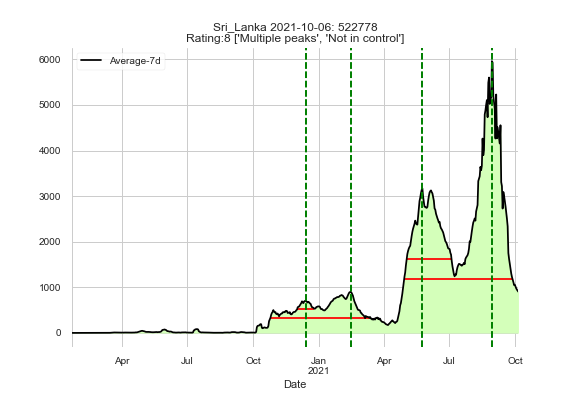 Sri_Lanka 2021-10-06: 522778
Rating:8 ['Multiple peaks', 'Not in control']
Average-7d
6000
5000
4000
3000
2000
1000
0
Apr Jul Oct Jan Apr Jul Oct
2021
Date